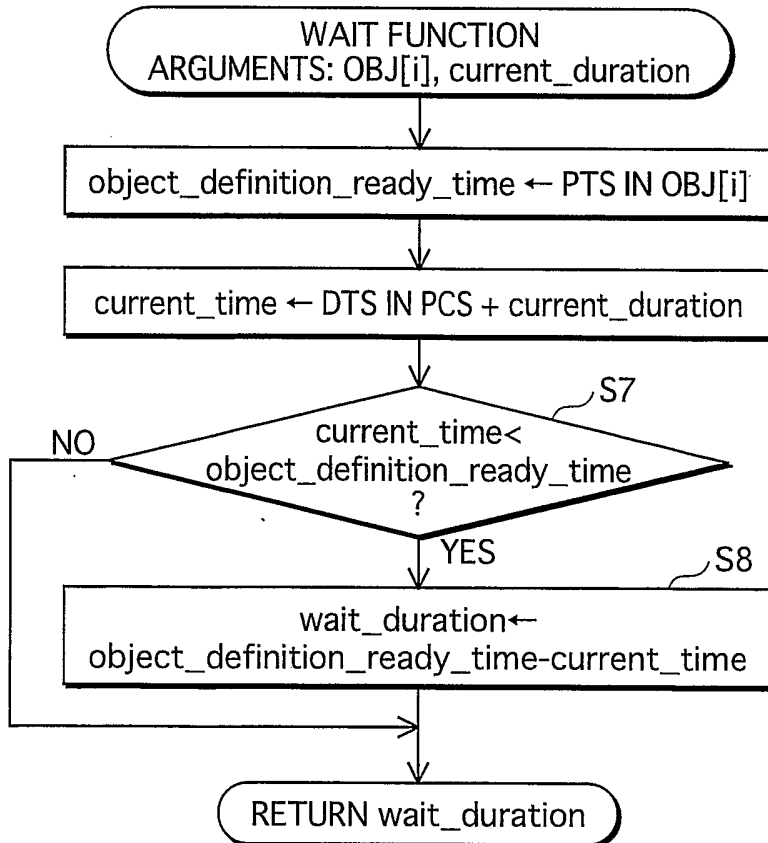 WAIT FUNCTION
ARGUMENTS: OBJ[i], current_duration
object_definition_ready_time ← PTS IN OBJ[i]
current_time ← DTS IN PCS + current_duration
S7
NO
current_time<
object_definition_ready_time
?
YES
S8
wait_duration←
object_definition_ready_time-current_time
RETURN wait_duration